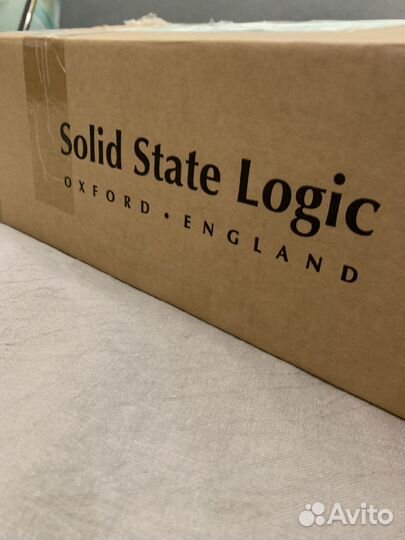 Solid State Logic
OXFORD • ENGLAND
Avito